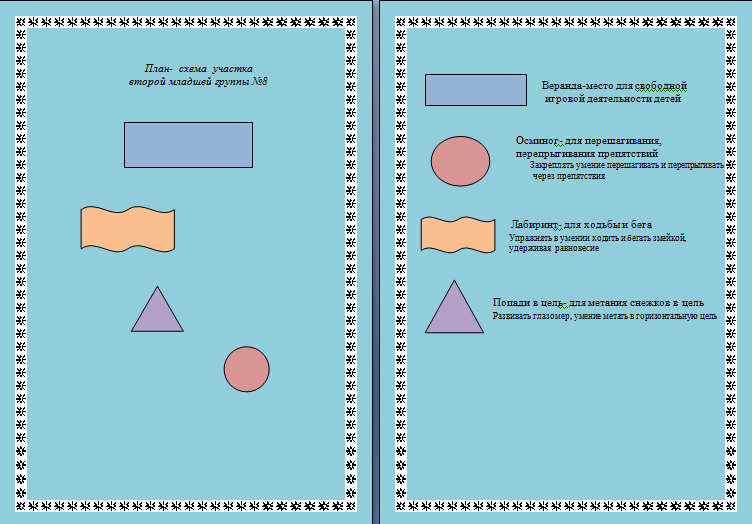 План- схема участка
второй младшей группы №8
Веранда-место для свободной
игровой деятельности детей
Осминог- для перешагивания,
перепрыгивания препятствий
Закреплять умение перешагивать и перепрыгивать
через препятствия
Лабиринт- для ходьбы и бега
Упражнять в умении ходить и бегать змейкой,
удерживая равновесие
Попади в цель- для метания снежков в цель
Развивать глазомер, умение метать в горизонтальную цель